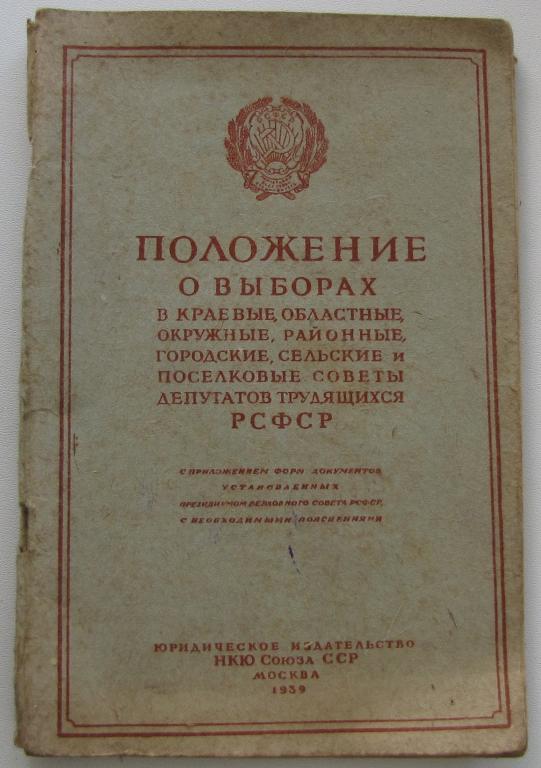 РСФСР
ПОЛОЖЕНИЕ
О ВЫБОРАХ
В КРАЕВЫЕ, ОБЛАСТНЫЕ,
ОКРУЖНЫЕ, РАЙОННЫЕ,
ГОРОДСКИЕ, СЕЛЬСКИЕ и
ПОСЕЛКОВЫЕ СОВЕТЫ
ДЕПУТАТОВ ТРУДЯЩИХСЯ
РСФСР
С ПРИЛОЖЕНИЕМ ФОРМ ДОКУМЕНТОВ
УСТАНОВЛЕННЫХ
ПРЕЗИДИУМОМ ВЕРХОВНОГО СОВЕТА РСФСР,
С НЕОБХОДИМЫМИ ПОЯСНЕНИЯМИ
ЮРИДИЧЕСКОЕ ИЗДАТЕЛЬСТВО
НКЮ СОЮЗА ССР
МОСКВА
1939